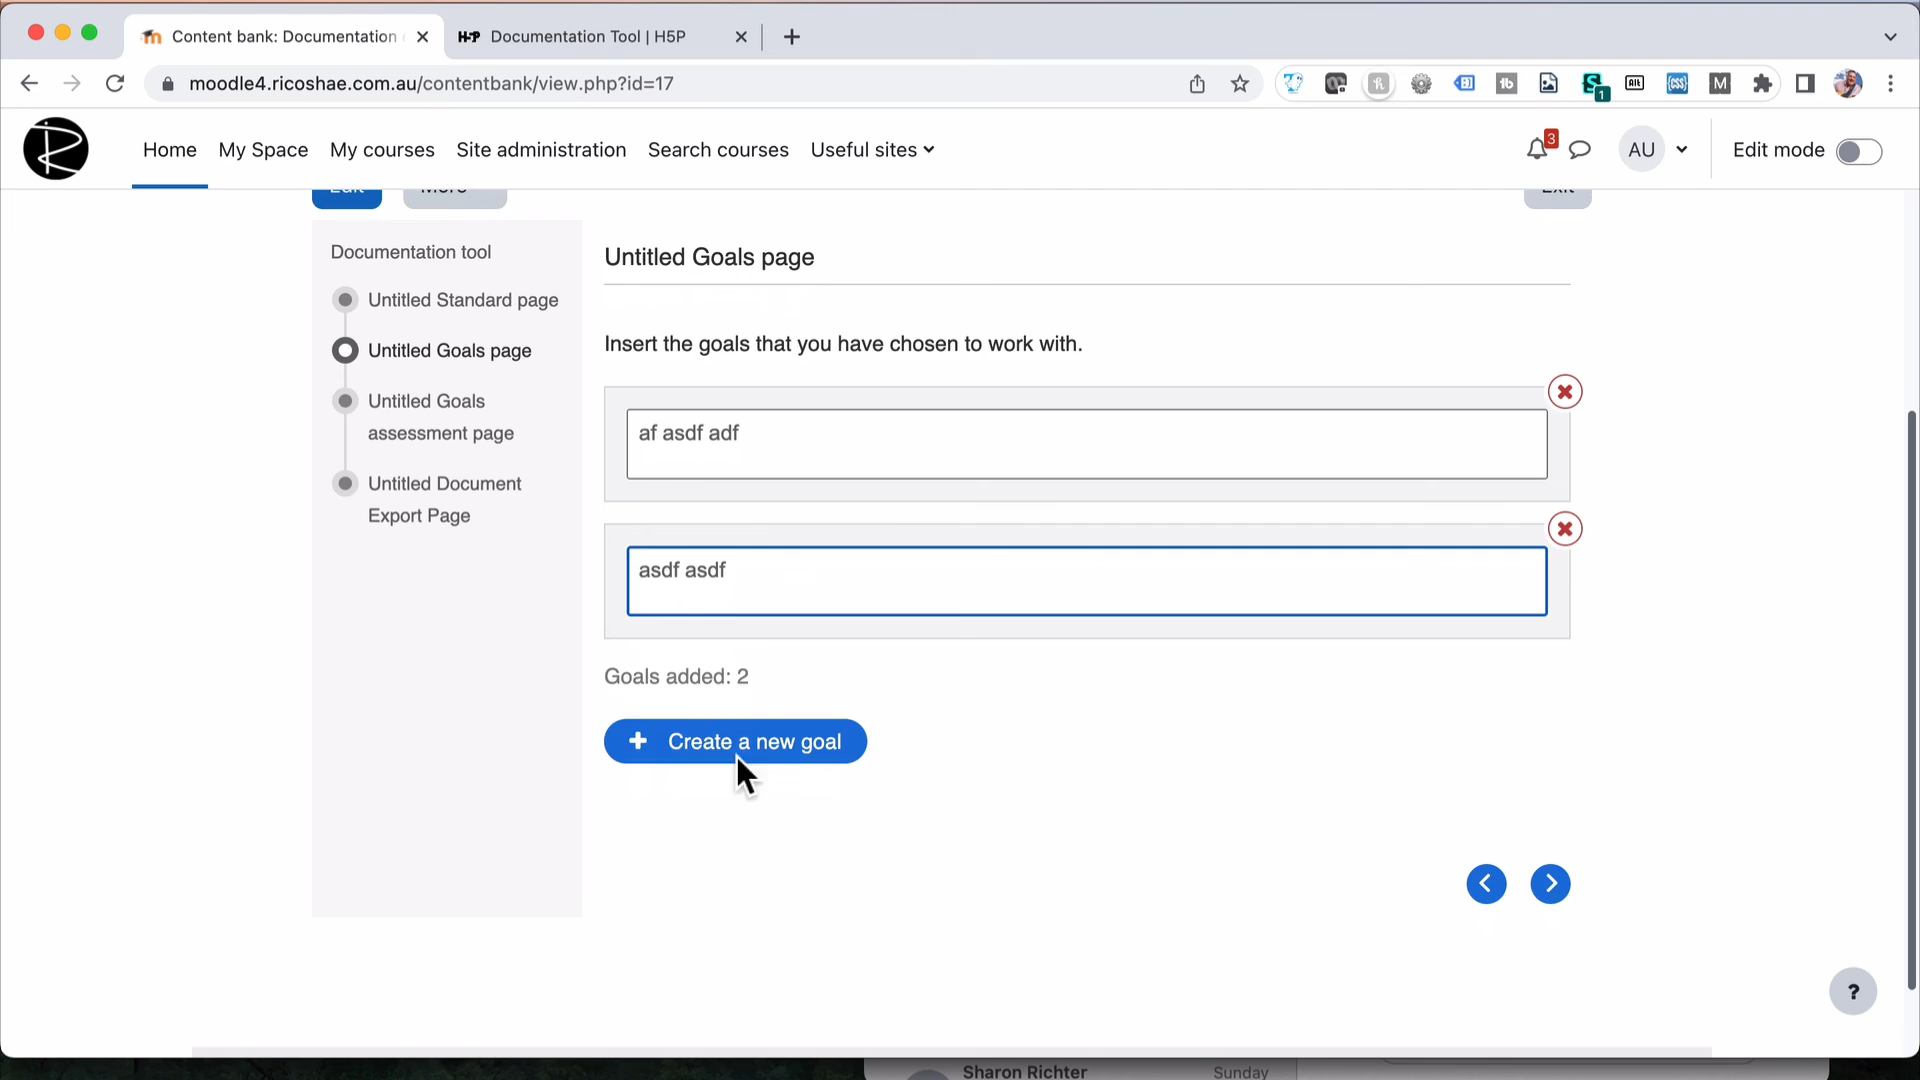 Content bank: Documentation
H-P Documentation Tool | H5P
moodle4.ricoshae.com.au/contentbank/view.php?id=17
1
Home My Space My courses Site administration Search courses Useful sites
3
AU
Edit mode
Edit More Exit
Documentation tool
Untitled Standard page
Untitled Goals page
Untitled Goals
assessment page
Untitled Document
Export Page
Untitled Goals page
Insert the goals that you have chosen to work with.
af asdf adf
asdf asdf
Goals added: 2
+ Create a new goal
?
Sharon Richter Sunday